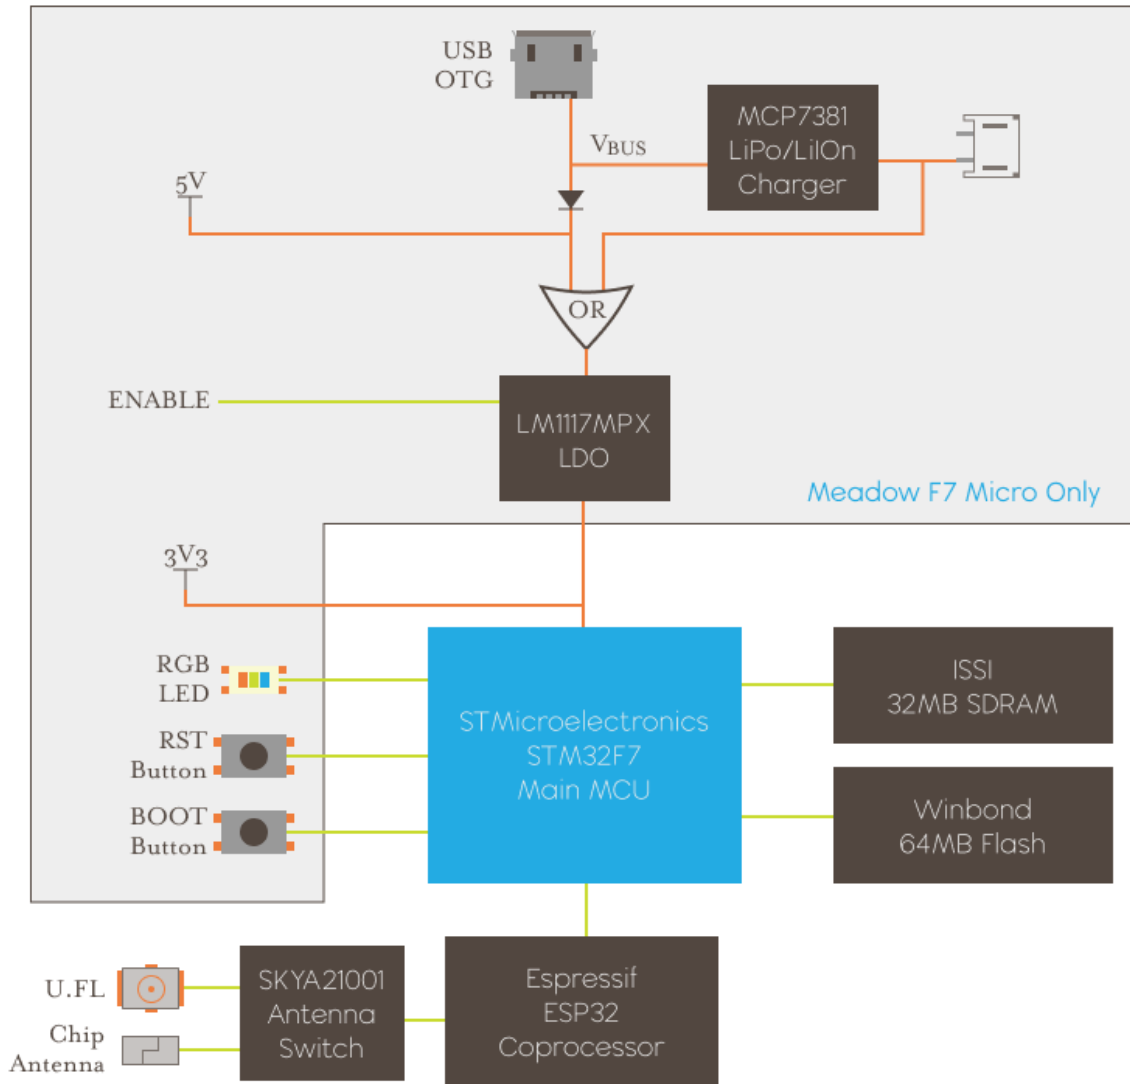 USB
OTG
MCP7381
LiPo/LiIOn
Charger
VBUS
5V
OR
ENABLE
LM1117MPX
LDO
Meadow F7 Micro Only
3V3
RGB
LED
STMicroelectronics
STM32F7
Main MCU
ISSI
32MB SDRAM
RST
Button
BOOT
Button
Winbond
64MB Flash
U.FL
Chip
Antenna
SKYA21001
Antenna
Switch
Espressif
ESP32
Coprocessor